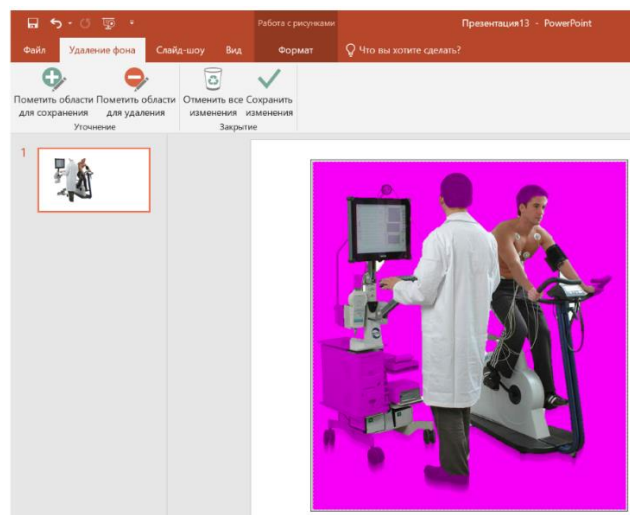 Работа с рисунками
Презентация13 - PowerPoint
Файл
Удаление фона
Слайд-шоу
Вид
Формат
Что вы хотите сделать?
Пометить области для сохранения
Пометить области для удаления
Отменить все изменения
Сохранить изменения
Уточнение
Закрытие
1